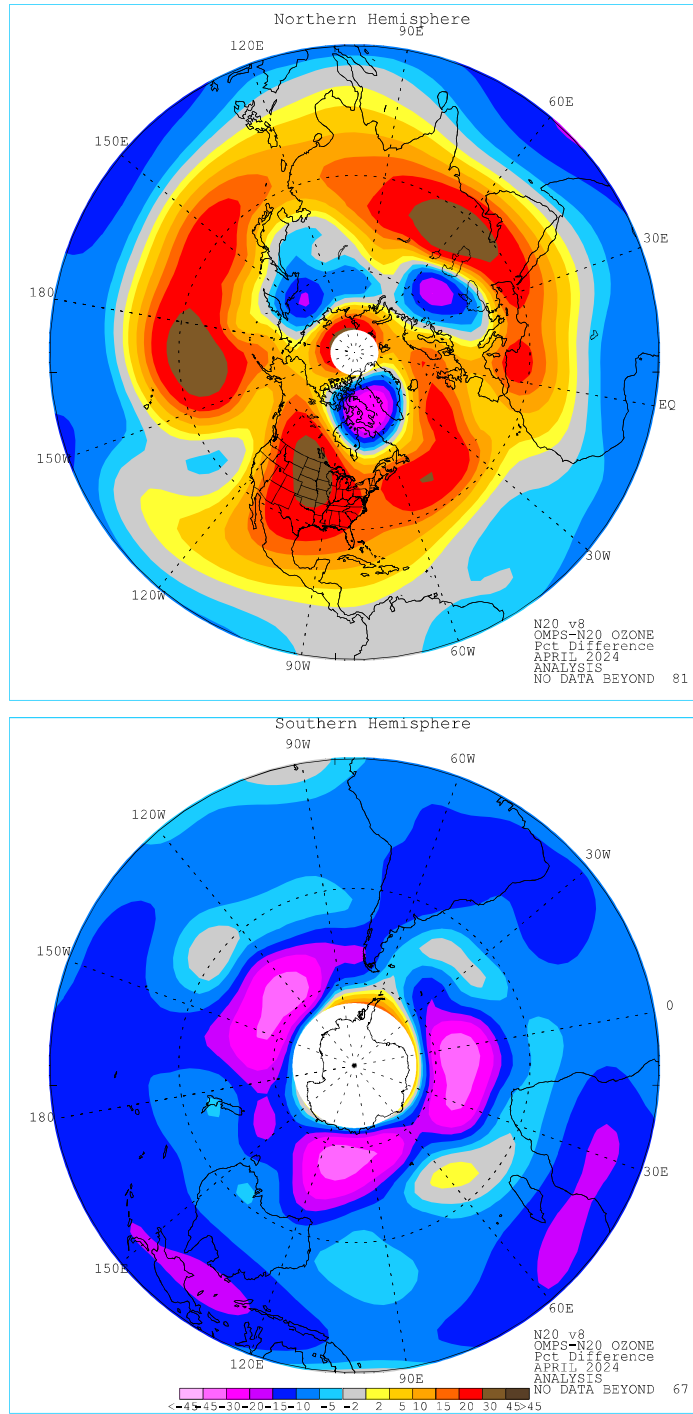 Northern Hemisphere
120E
90E
60E
150E
30E
180
EQ
150W
30W
120W
60W
90W
N20 v8
OMPS-N20 OZONE
Pct Difference
APRIL 2024
ANALYSIS
NO DATA BEYOND 81
Southern Hemisphere
90W
60W
120W
30W
150W
0
180
30E
150E
60E
120E
90E
N20 v8
OMPS-N20 OZONE
Pct Difference
APRIL 2024
ANALYSIS
NO DATA BEYOND 67
<-45-45-30-20-15-10 -5 -2 2 5 10 15 20 30 45>45